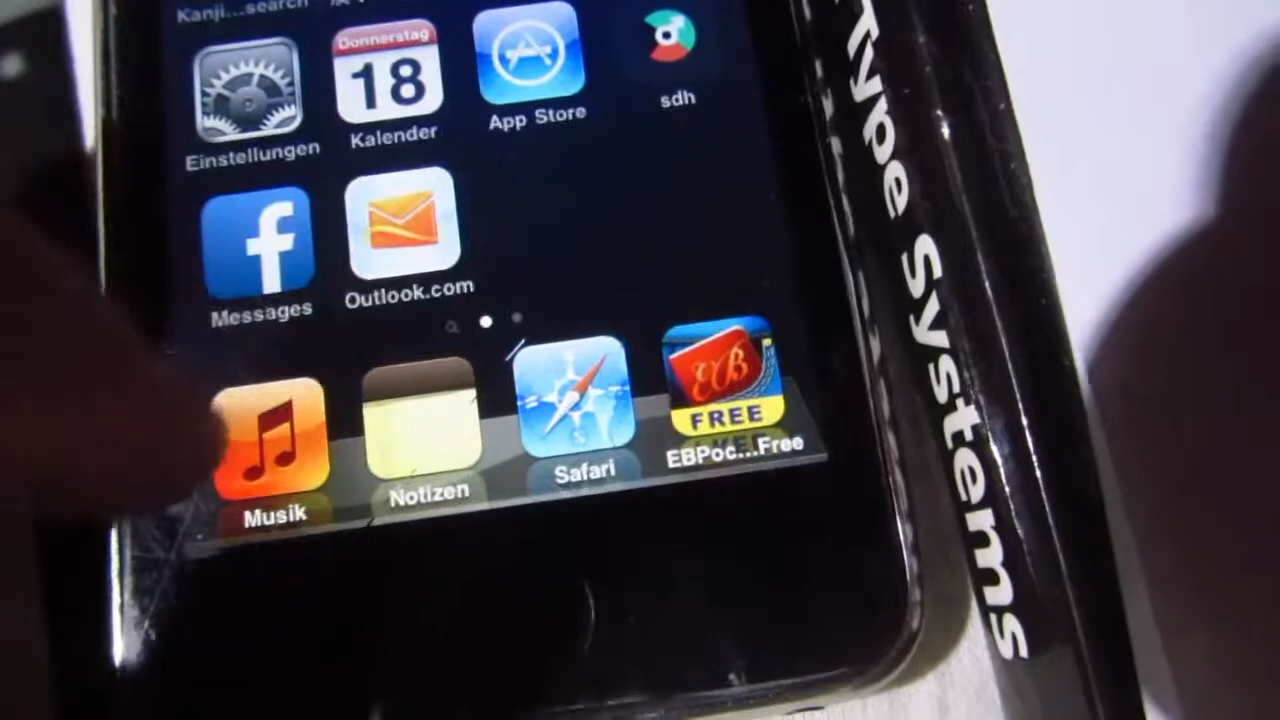 Kanji...search
Donnerstag
18
Einstellungen
Kalender
App Store
sdh
f
Messages
Outlook.com
EB
FREE
Musik
Notizen
Safari
EBPoc...Free
Type Systems